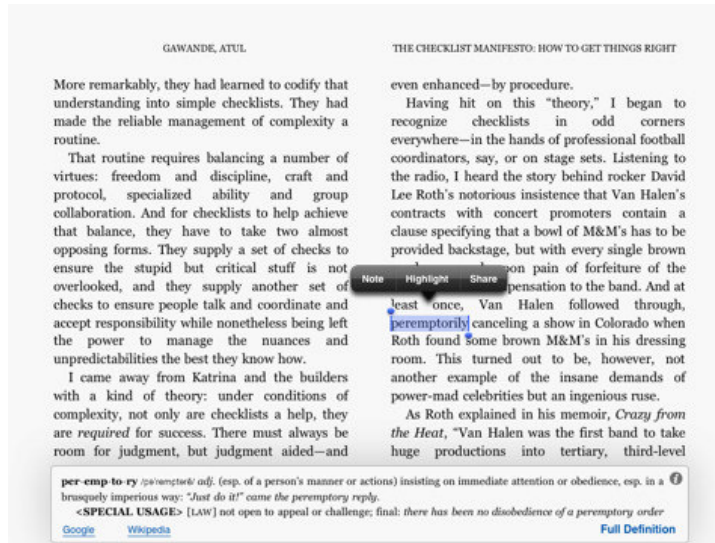 GAWANDE, ATUL
More remarkably, they had learned to codify that
understanding into simple checklists. They had
made the reliable management of complexity a
routine.
That routine requires balancing a number of
virtues: freedom and discipline, craft and
protocol, specialized ability and group
collaboration. And for checklists to help achieve
that balance, they have to take two almost
opposing forms. They supply a set of checks to
ensure the stupid but critical stuff is not
overlooked, and they supply another set of
checks to ensure people talk and coordinate and
accept responsibility while nonetheless being left
the power to manage the nuances and
unpredictabilities the best they know how.
I came away from Katrina and the builders
with a kind of theory: under conditions of
complexity, not only are checklists a help, they
are required for success. There must always be
room for judgment, but judgment aided—and
THE CHECKLIST MANIFESTO: HOW TO GET THINGS RIGHT
even enhanced—by procedure.
Having hit on this “theory,” I began to
recognize checklists in odd corners
everywhere—in the hands of professional football
coordinators, say, or on stage sets. Listening to
the radio, I heard the story behind rocker David
Lee Roth’s notorious insistence that Van Halen’s
contracts with concert promoters contain a
clause specifying that a bowl of M&M’s has to be
provided backstage, but with every single brown
pain of forfeiture of the
Note Highlight Share
And at
least once, Van Halen followed through,
peremptorily canceling a show in Colorado when
Roth found some brown M&M’s in his dressing
room. This turned out to be, however, not
another example of the insane demands of
power-mad celebrities but an ingenious ruse.
As Roth explained in his memoir, Crazy from
the Heat, “Van Halen was the first band to take
huge productions into tertiary, third-level
per·emp·to·ry adj. (esp. of a person’s manner or actions) insisting on immediate attention or obedience, esp. in a
brusquely imperious way: “Just do it!” came the peremptory reply.
<SPECIAL USAGE> [LAW] not open to appeal or challenge; final: there has been no disobedience of a peremptory order
Google Wikipedia Full Definition